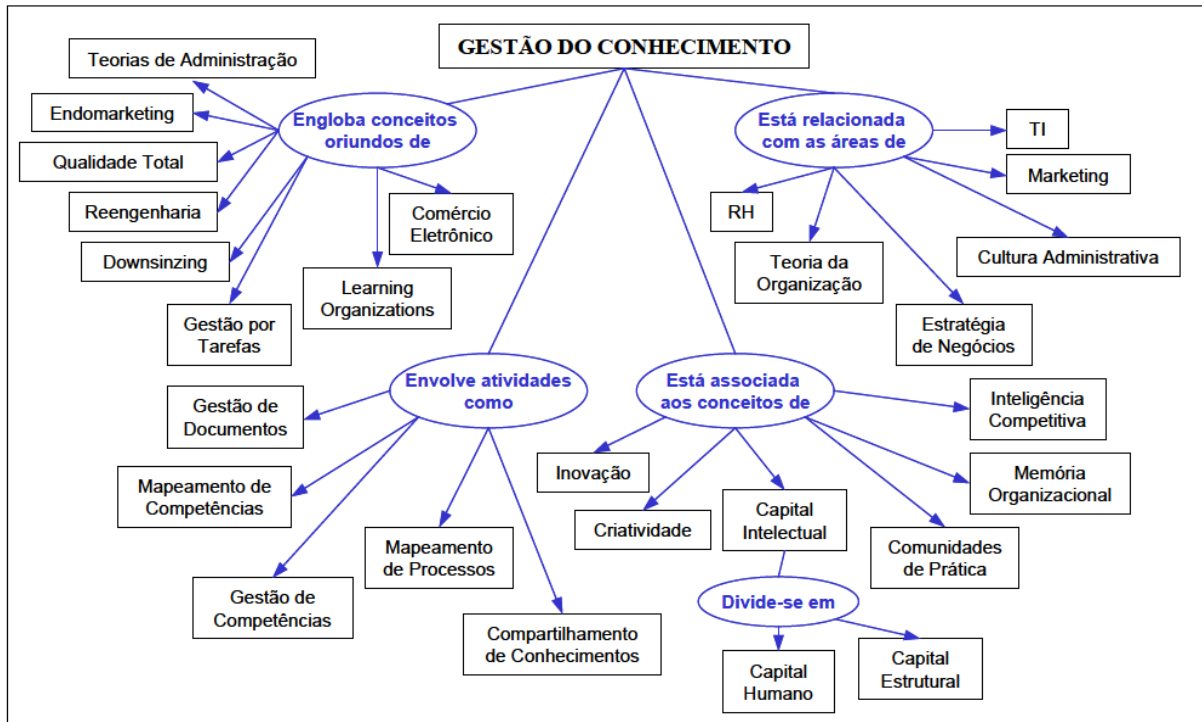 GESTÃO DO CONHECIMENTO
Teorias de Administração
Endomarketing
Qualidade Total
Reengenharia
Downsinzing
Gestão por
Tarefas
Engloba conceitos
oriundos de
Comércio
Eletrônico
Learning
Organizations
Está relacionada
com as áreas de
TI
Marketing
RH
Teoria da
Organização
Cultura Administrativa
Estratégia
de Negócios
Envolve atividades
como
Gestão de
Documentos
Mapeamento de
Competências
Gestão de
Competências
Mapeamento
de Processos
Compartilhamento
de Conhecimentos
Está associada
aos conceitos de
Inteligência
Competitiva
Inovação
Memória
Organizacional
Criatividade
Capital
Intelectual
Comunidades
de Prática
Divide-se em
Capital
Humano
Capital
Estrutural